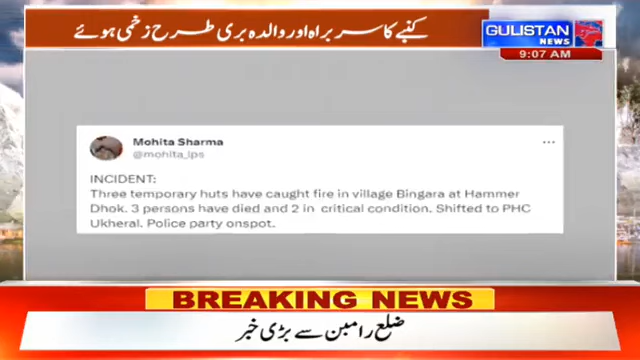 کنبے کا سربراہ اور والدہ بری طرح زخمی ہوئے
GULISTAN
NEWS
9:07 AM
Mohita Sharma
@mohita_ips
INCIDENT:
Three temporary huts have caught fire in village Bingara at Hammer
Dhok. 3 persons have died and 2 in critical condition. Shifted to PHC
Ukheral. Police party onspot.
BREAKING NEWS
ضلع رامبن سے بڑی خبر